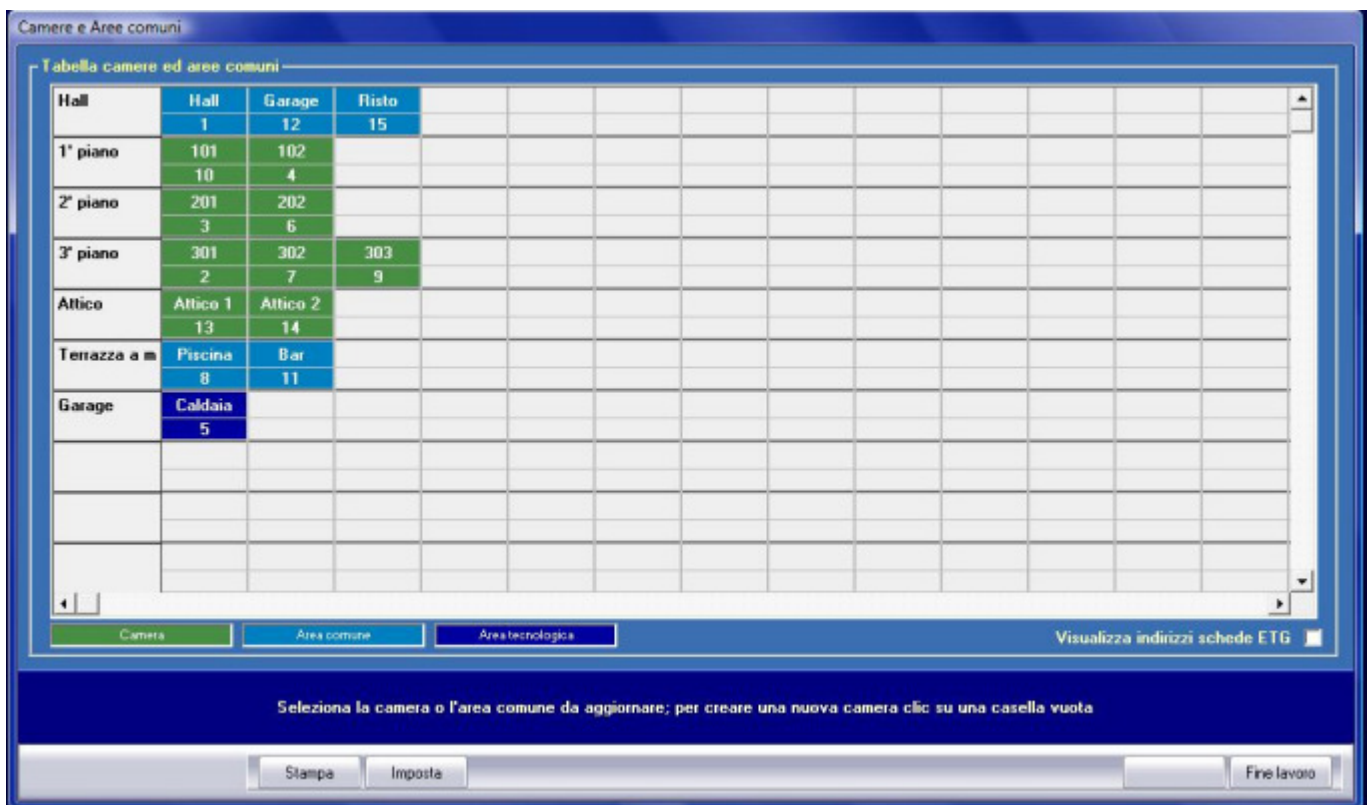 Camere e Aree comuni
Tabella camere ed aree comuni
Hall Hall Garage Risto
1 12 15
1° piano 101 102
10 4
2° piano 201 202
3 6
3° piano 301 302 303
2 7 9
Attico Attico 1 Attico 2
13 14
Terrazza a m Piscina Bar
8 11
Garage Caldaia
5
Camera Area comune Area tecnologica Visualizza indirizzi schede ETG
Seleziona la camera o l'area comune da aggiornare; per creare una nuova camera clic su una casella vuota
Stampa Imposta Fine lavoro